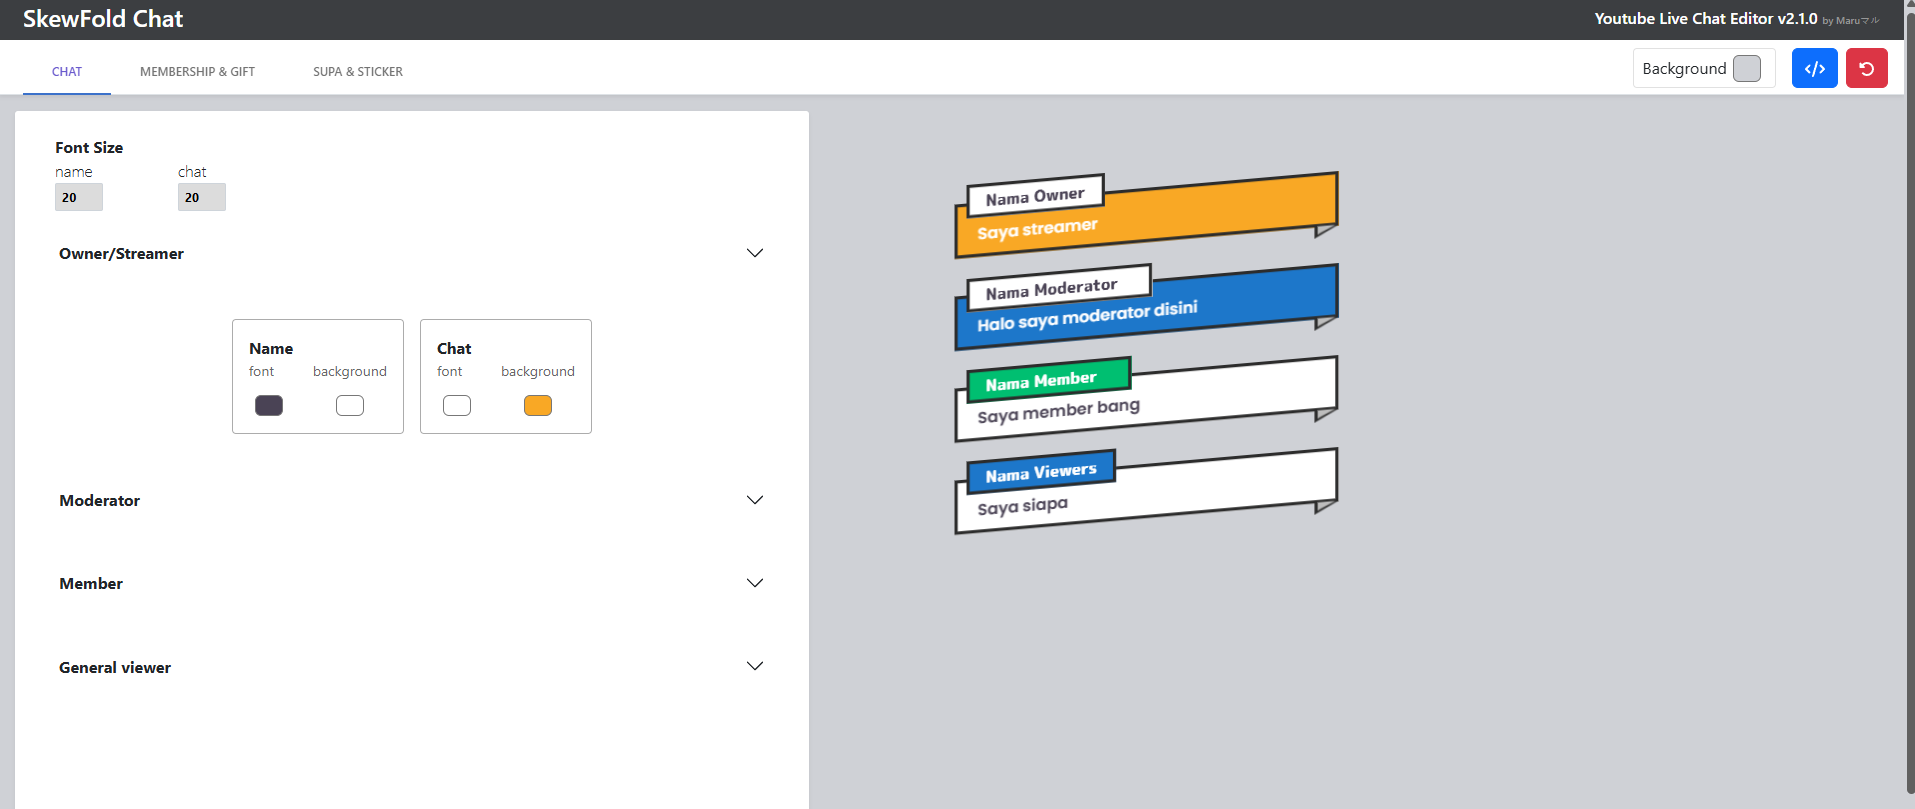 SkewFold Chat
Youtube Live Chat Editor v2.1.0 by Maruマル
CHAT
MEMBERSHIP & GIFT
SUPA & STICKER
Background
</>
Font Size
name
chat
20
20
Owner/Streamer
Name
font
background
Chat
font
background
Moderator
Member
General viewer
Nama Owner
Saya streamer
Nama Moderator
Halo saya moderator disini
Nama Member
Saya member bang
Nama Viewers
Saya siapa